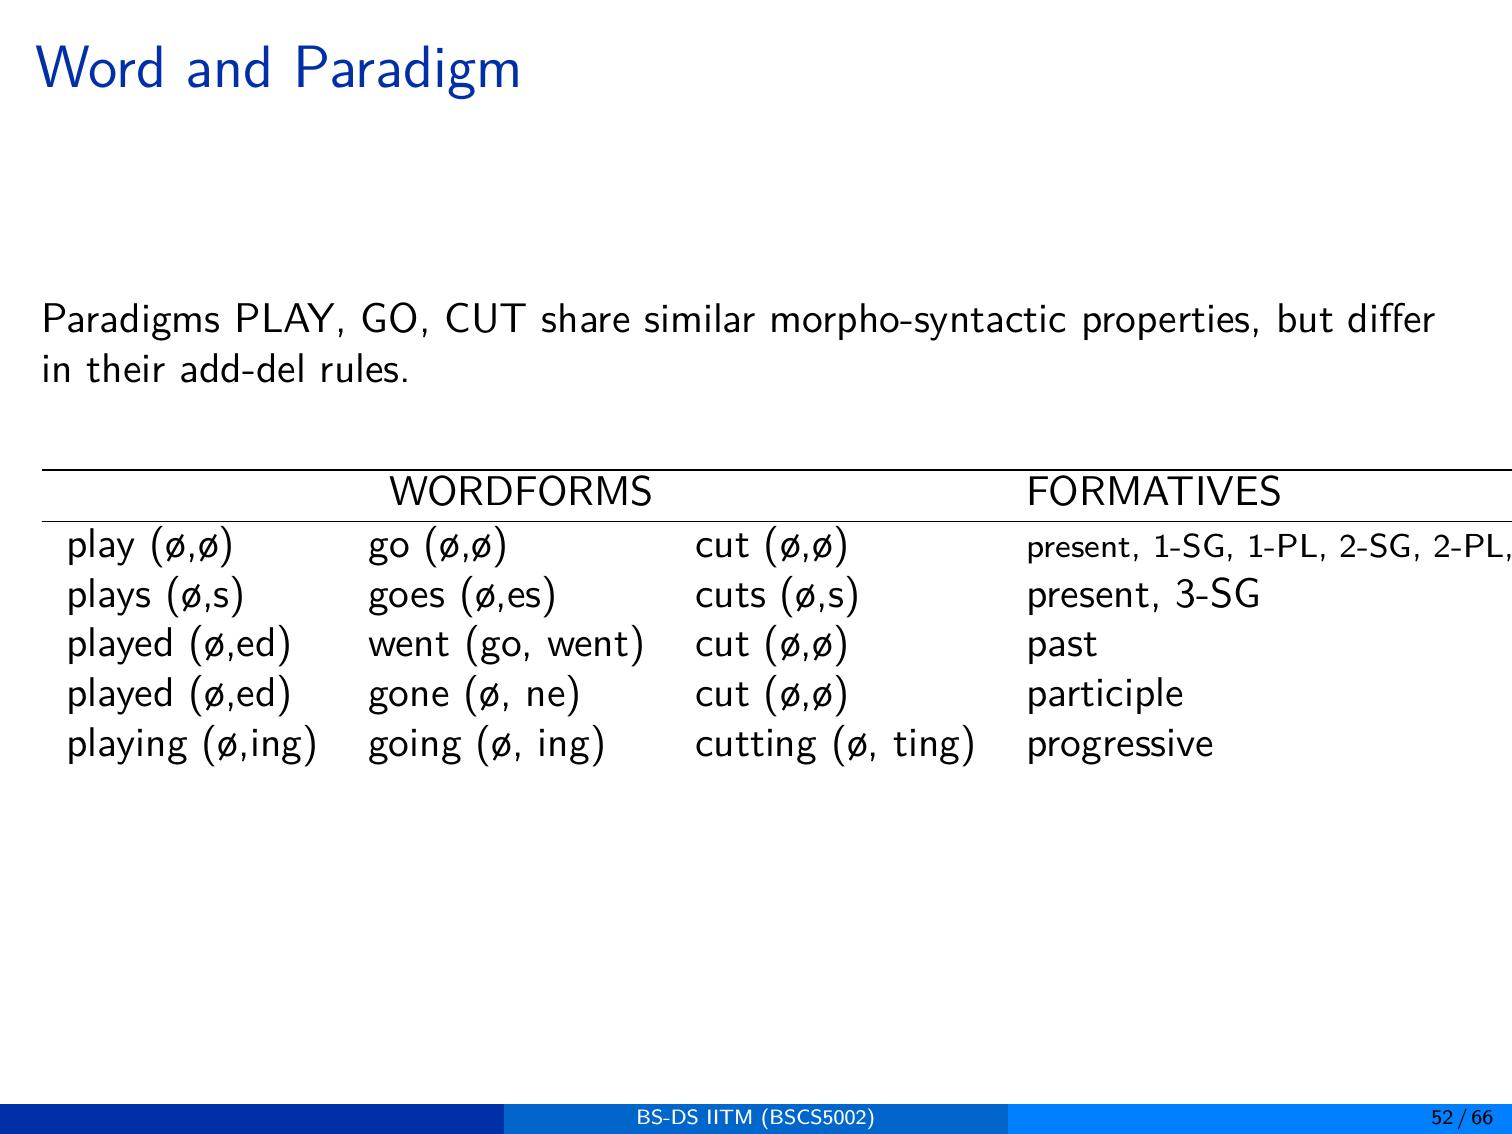 Word and Paradigm
Paradigms PLAY, GO, CUT share similar morpho-syntactic properties, but differ
in their add-del rules.
WORDFORMS FORMATIVES
play (ø,ø) go (ø,ø) cut (ø,ø) present, 1-SG, 1-PL, 2-SG, 2-PL,
plays (ø,s) goes (ø,es) cuts (ø,s) present, 3-SG
played (ø,ed) went (go, went) cut (ø,ø) past
played (ø,ed) gone (ø, ne) cut (ø,ø) participle
playing (ø,ing) going (ø, ing) cutting (ø, ting) progressive
BS-DS IITM (BSCS5002) 52 / 66